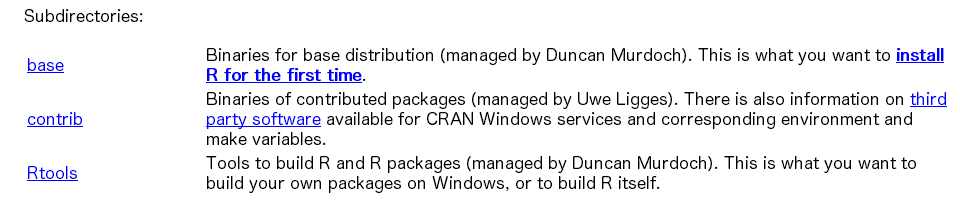 Subdirectories:
base
Binaries for base distribution (managed by Duncan Murdoch). This is what you want to install
R for the first time.
contrib
Binaries of contributed packages (managed by Uwe Ligges). There is also information on third
party software available for CRAN Windows services and corresponding environment and
make variables.
Rtools
Tools to build R and R packages (managed by Duncan Murdoch). This is what you want to
build your own packages on Windows, or to build R itself.